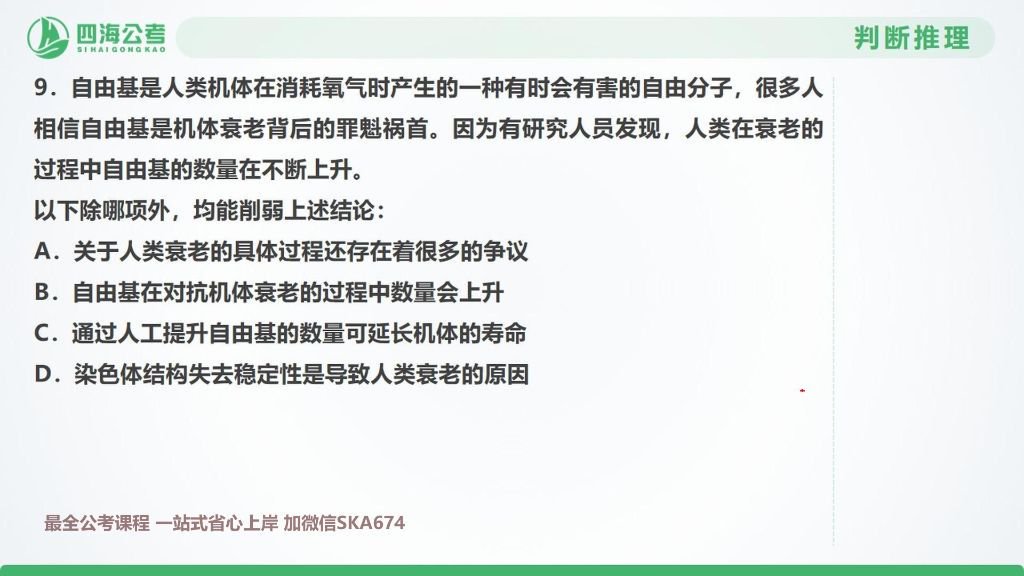 四海公考
SIHAIGONGKAO
判断推理
9. 自由基是人类机体在消耗氧气时产生的一种有时会有害的自由分子，很多人
相信自由基是机体衰老背后的罪魁祸首。因为有研究人员发现，人类在衰老的
过程中自由基的数量在不断上升。
以下除哪项外，均能削弱上述结论：
A. 关于人类衰老的具体过程还存在着很多的争议
B. 自由基在对抗机体衰老的过程中数量会上升
C. 通过人工提升自由基的数量可延长机体的寿命
D. 染色体结构失去稳定性是导致人类衰老的原因
最全公考课程 一站式省心上岸 加微信SKA674